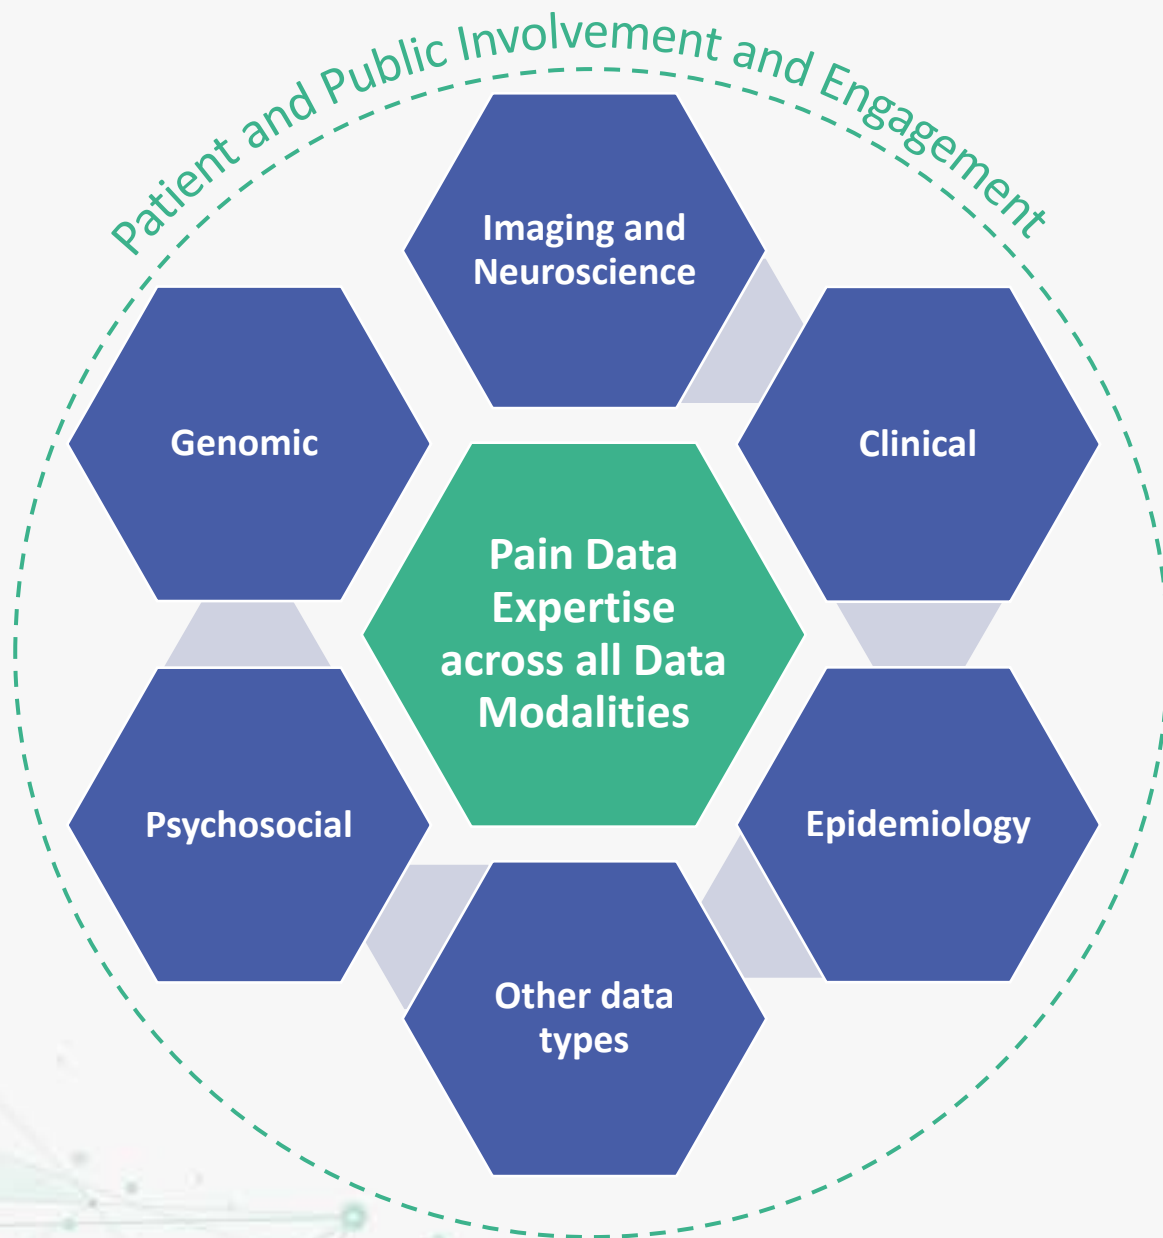 Patient and Public Involvement and Engagement
Imaging and
Neuroscience
Genomic
Clinical
Pain Data
Expertise
across all Data
Modalities
Psychosocial
Epidemiology
Other data
types